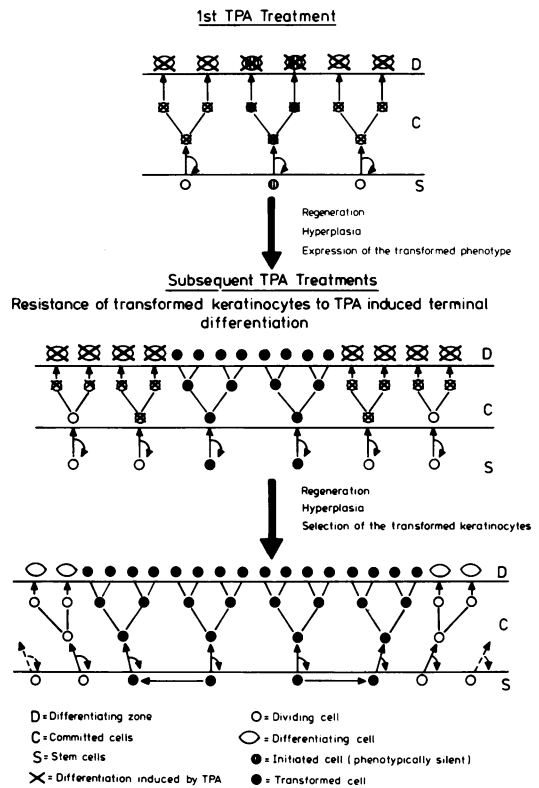 1st TPA Treatment
D
C
S
Regeneration
Hyperplasia
Expression of the transformed phenotype
Subsequent TPA Treatments
Resistance of transformed keratinocytes to TPA induced terminal
differentiation
D
C
S
Regeneration
Hyperplasia
Selection of the transformed keratinocytes
D
C
S
D = Differentiating zone
C = Committed cells
S = Stem cells
= Differentiation induced by TPA
= Dividing cell
= Differentiating cell
= Initiated cell (phenotypically silent)
= Transformed cell